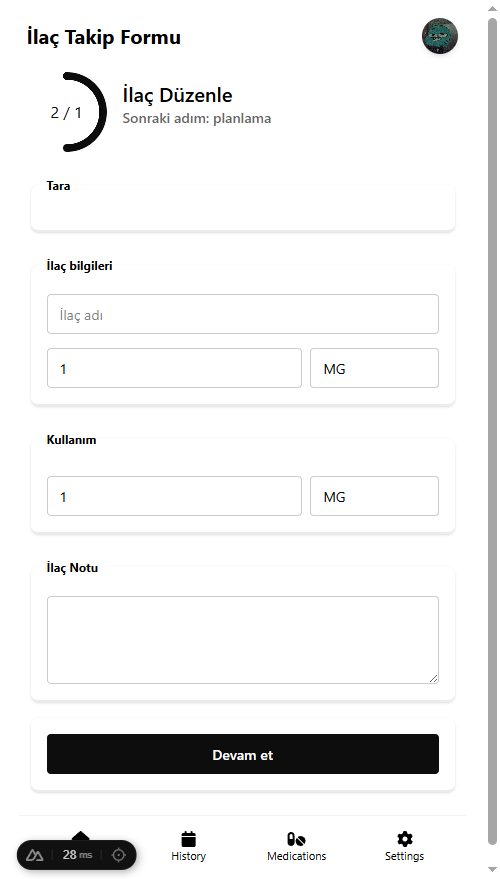 İlaç Takip Formu
2 / 1
İlaç Düzenle
Sonraki adım: planlama
Tara
İlaç bilgileri
İlaç adı
1 MG
Kullanım
1 MG
İlaç Notu
Devam et
28 ms
History Medications Settings